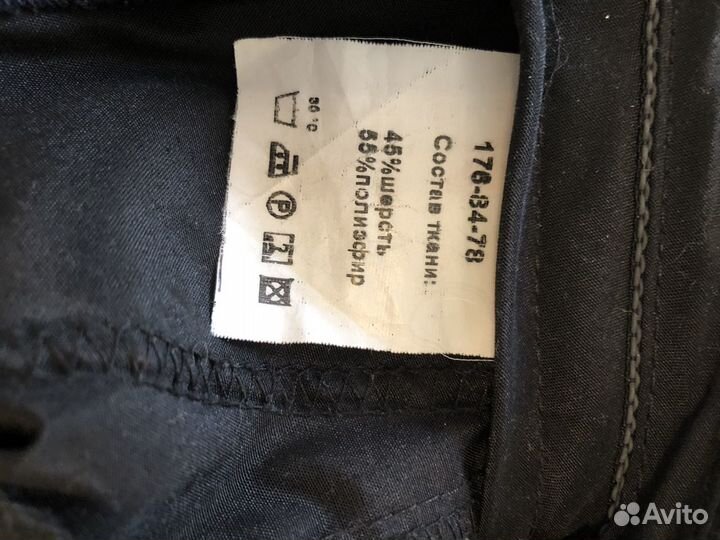 176-84-78
Состав ткани:
45%шерсть
55%полиэфир
30 °C
P
Avito